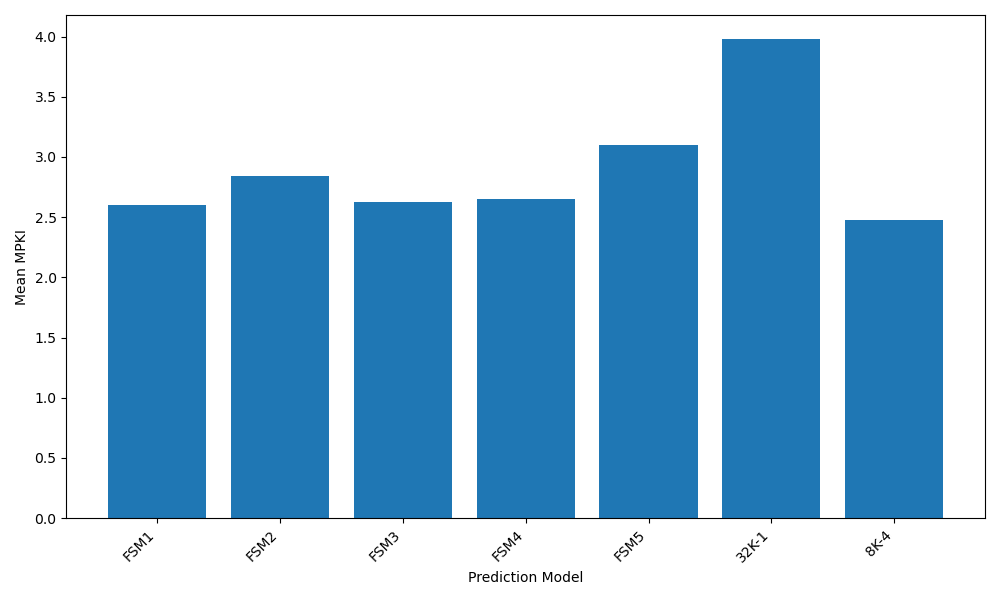 4.0
3.5
3.0
2.5
2.0
1.5
1.0
0.5
0.0
Mean MPKI
FSM1
FSM2
FSM3
FSM4
FSM5
32K-1
8K-4
Prediction Model